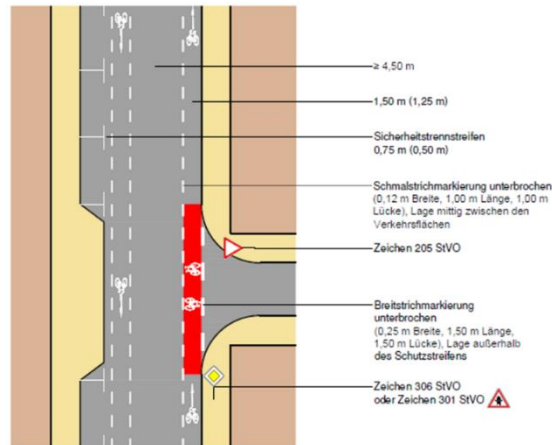 ≥ 4,50 m
1,50 m (1,25 m)
Sicherheitstrennstreifen
0,75 m (0,50 m)
Schmalstrichmarkierung unterbrochen
(0,12 m Breite, 1,00 m Länge, 1,00 m
Lücke), Lage mittig zwischen den
Verkehrsflächen
Zeichen 205 StVO
Breitstrichmarkierung
unterbrochen
(0,25 m Breite, 1,50 m Länge,
1,50 m Lücke), Lage außerhalb
des Schutzstreifens
Zeichen 306 StVO
oder Zeichen 301 StVO